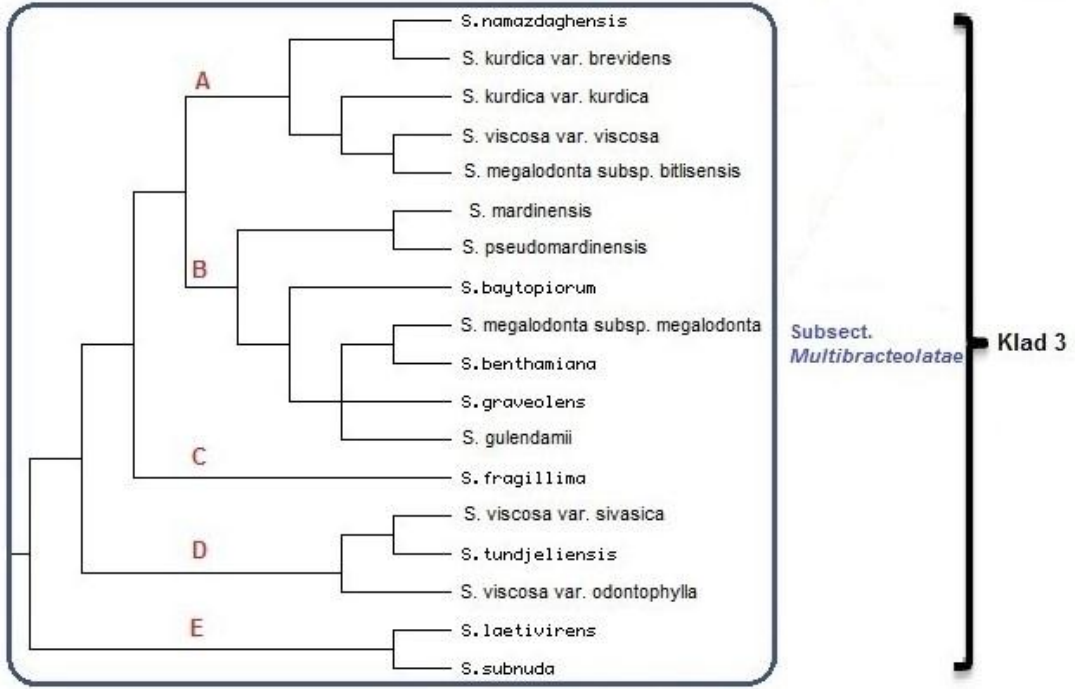 S.namazdaghensis
S. kurdica var. brevidens
A
S. kurdica var. kurdica
S. viscosa var. viscosa
S. megalodonta subsp. bitlisensis
S. mardinensis
S. pseudomardinensis
B
S.baytopiorum
S. megalodonta subsp. megalodonta
S.benthamiana
S.graveolens
S. gulendamii
C
S.fragillima
S. viscosa var. sivasica
D
S.tundjeliensis
S. viscosa var. odontophylla
E
S.laetivirens
S.subnuda
Subsect.
Multibracteolatae
Klad 3